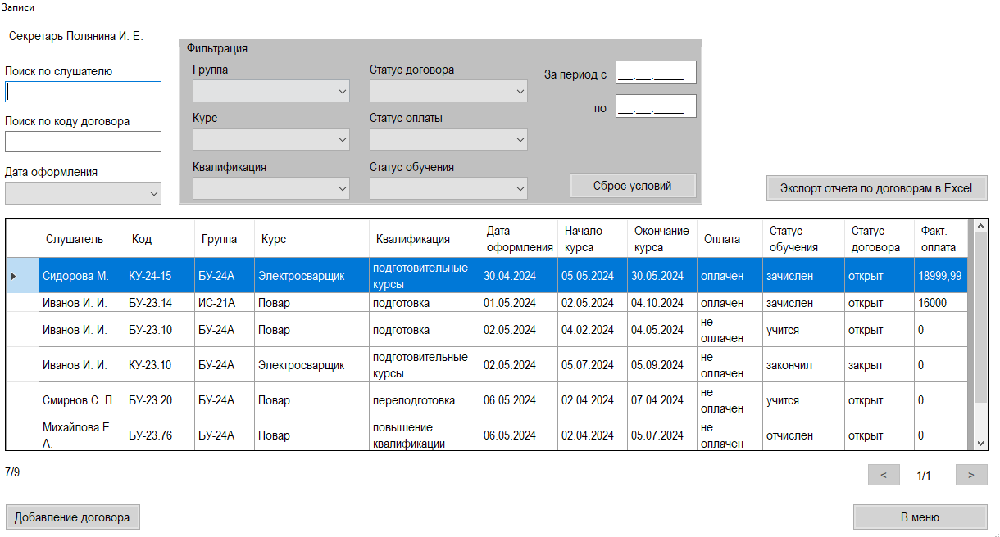 Записи
Секретарь Полянина И. Е.
Поиск по слушателю
Поиск по коду договора
Дата оформления
Фильтрация
Группа
Курс
Квалификация
Статус договора
Статус оплаты
Статус обучения
За период с __.__.____
по __.__.____
Сброс условий
Экспорт отчета по договорам в Excel
Слушатель Код Группа Курс Квалификация Дата оформления Начало курса Окончание курса Оплата Статус обучения Статус договора Факт. оплата
Сидорова М. КУ-24-15 БУ-24А Электросварщик подготовительные курсы 30.04.2024 05.05.2024 30.05.2024 оплачен зачислен открыт 18999,99
Иванов И. И. БУ-23.14 ИС-21А Повар подготовка 01.05.2024 02.05.2024 04.10.2024 оплачен зачислен открыт 16000
Иванов И. И. БУ-23.10 БУ-24А Повар подготовка 02.05.2024 04.02.2024 04.05.2024 не оплачен учится открыт 0
Иванов И. И. КУ-23.10 БУ-24А Электросварщик подготовительные курсы 02.05.2024 05.07.2024 05.09.2024 не оплачен закончил закрыт 0
Смирнов С. П. БУ-23.20 БУ-24А Повар переподготовка 06.05.2024 02.04.2024 07.04.2024 не оплачен учится открыт 0
Михайлова Е. А. БУ-23.76 БУ-24А Повар повышение квалификации 06.05.2024 02.04.2024 05.07.2024 не оплачен отчислен открыт 0
7/9
< 1/1 >
Добавление договора
В меню